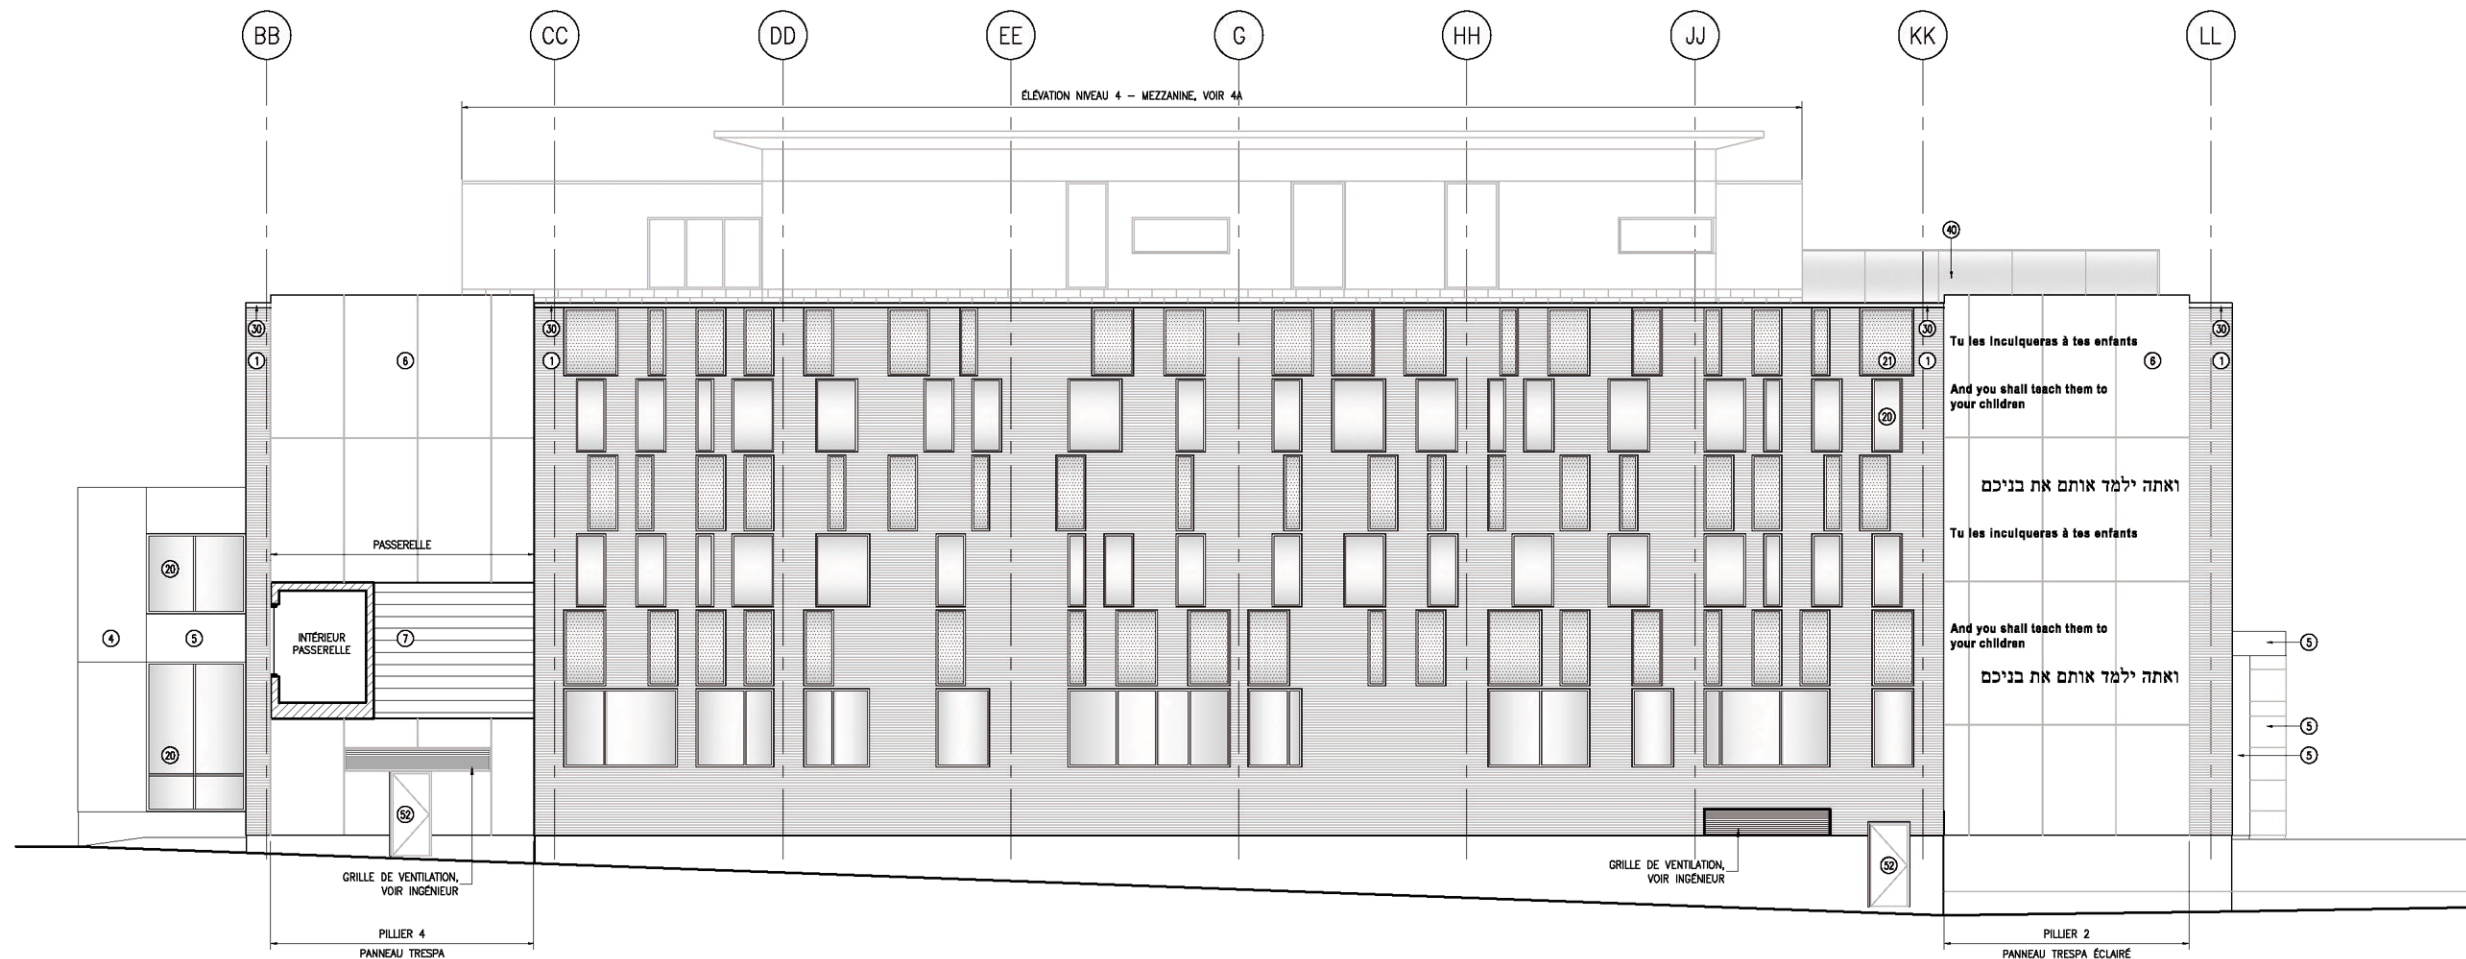 BB CC DD EE G HH JJ KK LL
ÉLÉVATION NIVEAU 4 – MEZZANINE, VOIR 4A
40
30 30 30 30
1 6 1 21 1 6 1
Tu les inculqueras à tes enfants
And you shall teach them to
your children
20
ואתה ילמד אותם את בניכם
Tu les inculqueras à tes enfants
PASSERELLE
20
4 5
INTÉRIEUR
PASSERELLE
7
And you shall teach them to
your children
5
ואתה ילמד אותם את בניכם
5
20 5
52
GRILLE DE VENTILATION,
VOIR INGÉNIEUR
GRILLE DE VENTILATION,
VOIR INGÉNIEUR
52
PILLIER 4
PANNEAU TRESPA
PILLIER 2
PANNEAU TRESPA ÉCLAIRÉ